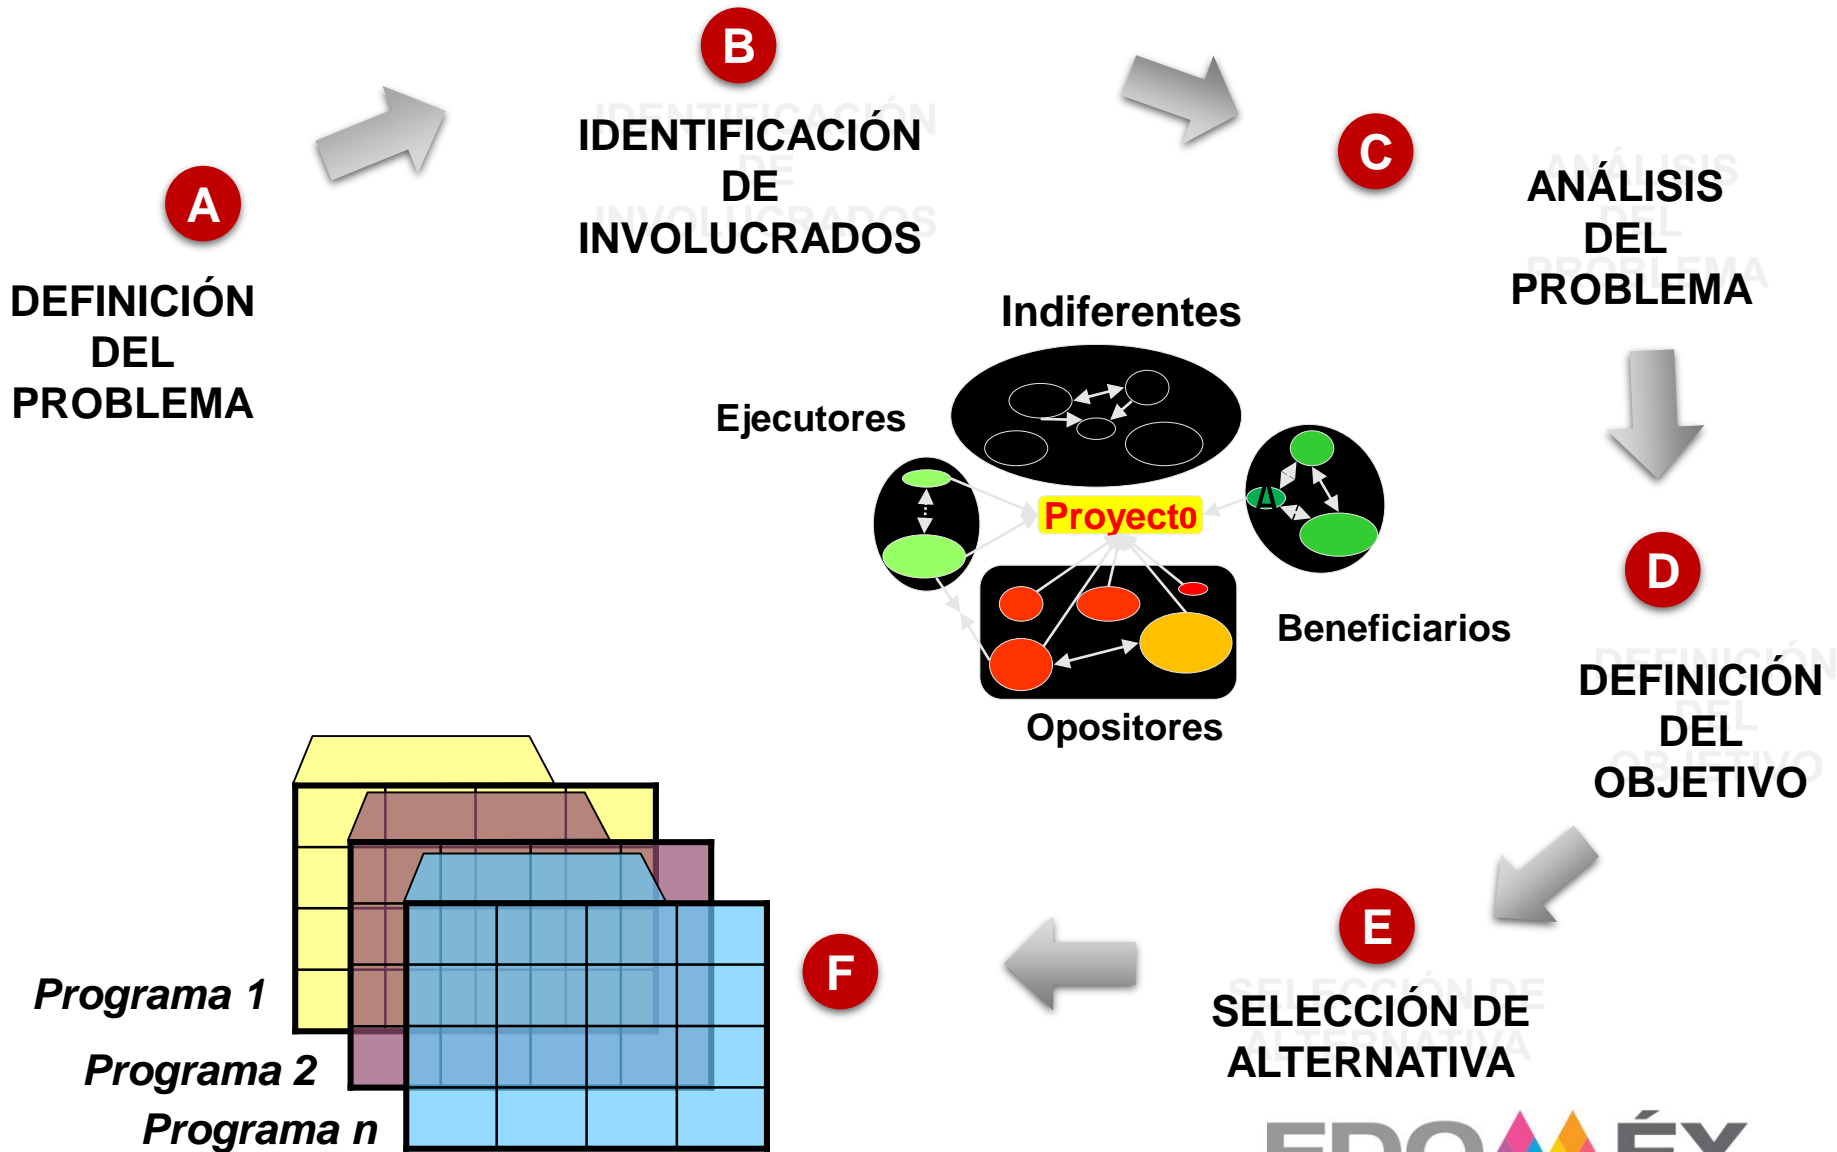 A
DEFINICIÓN
DEL
PROBLEMA
B
IDENTIFICACIÓN
DE
INVOLUCRADOS
C
ANÁLISIS
DEL
PROBLEMA
Indiferentes
Ejecutores
Proyecto
Beneficiarios
Opositores
D
DEFINICIÓN
DEL
OBJETIVO
E
SELECCIÓN DE
ALTERNATIVA
F
Programa 1
Programa 2
Programa n
EDOMÉX